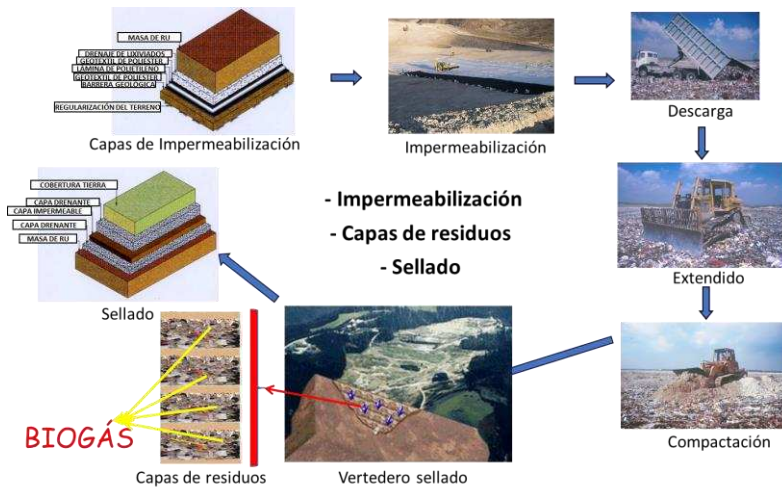 MASA DE RU
DRENAJE DE LIXIVIADOS
GEOTEXTIL DE POLIESTER
LÁMINA DE POLIETILENO
GEOTEXTIL DE POLIESTER
BARRERA GEOLÓGICA
REGULARIZACIÓN DEL TERRENO
Capas de Impermeabilización
Impermeabilización
Descarga
COBERTURA TIERRA
CAPA DRENANTE
CAPA IMPERMEABLE
CAPA DRENANTE
MASA DE RU
Sellado
- Impermeabilización
- Capas de residuos
- Sellado
Extendido
Compactación
BIOGÁS
Capas de residuos
Vertedero sellado